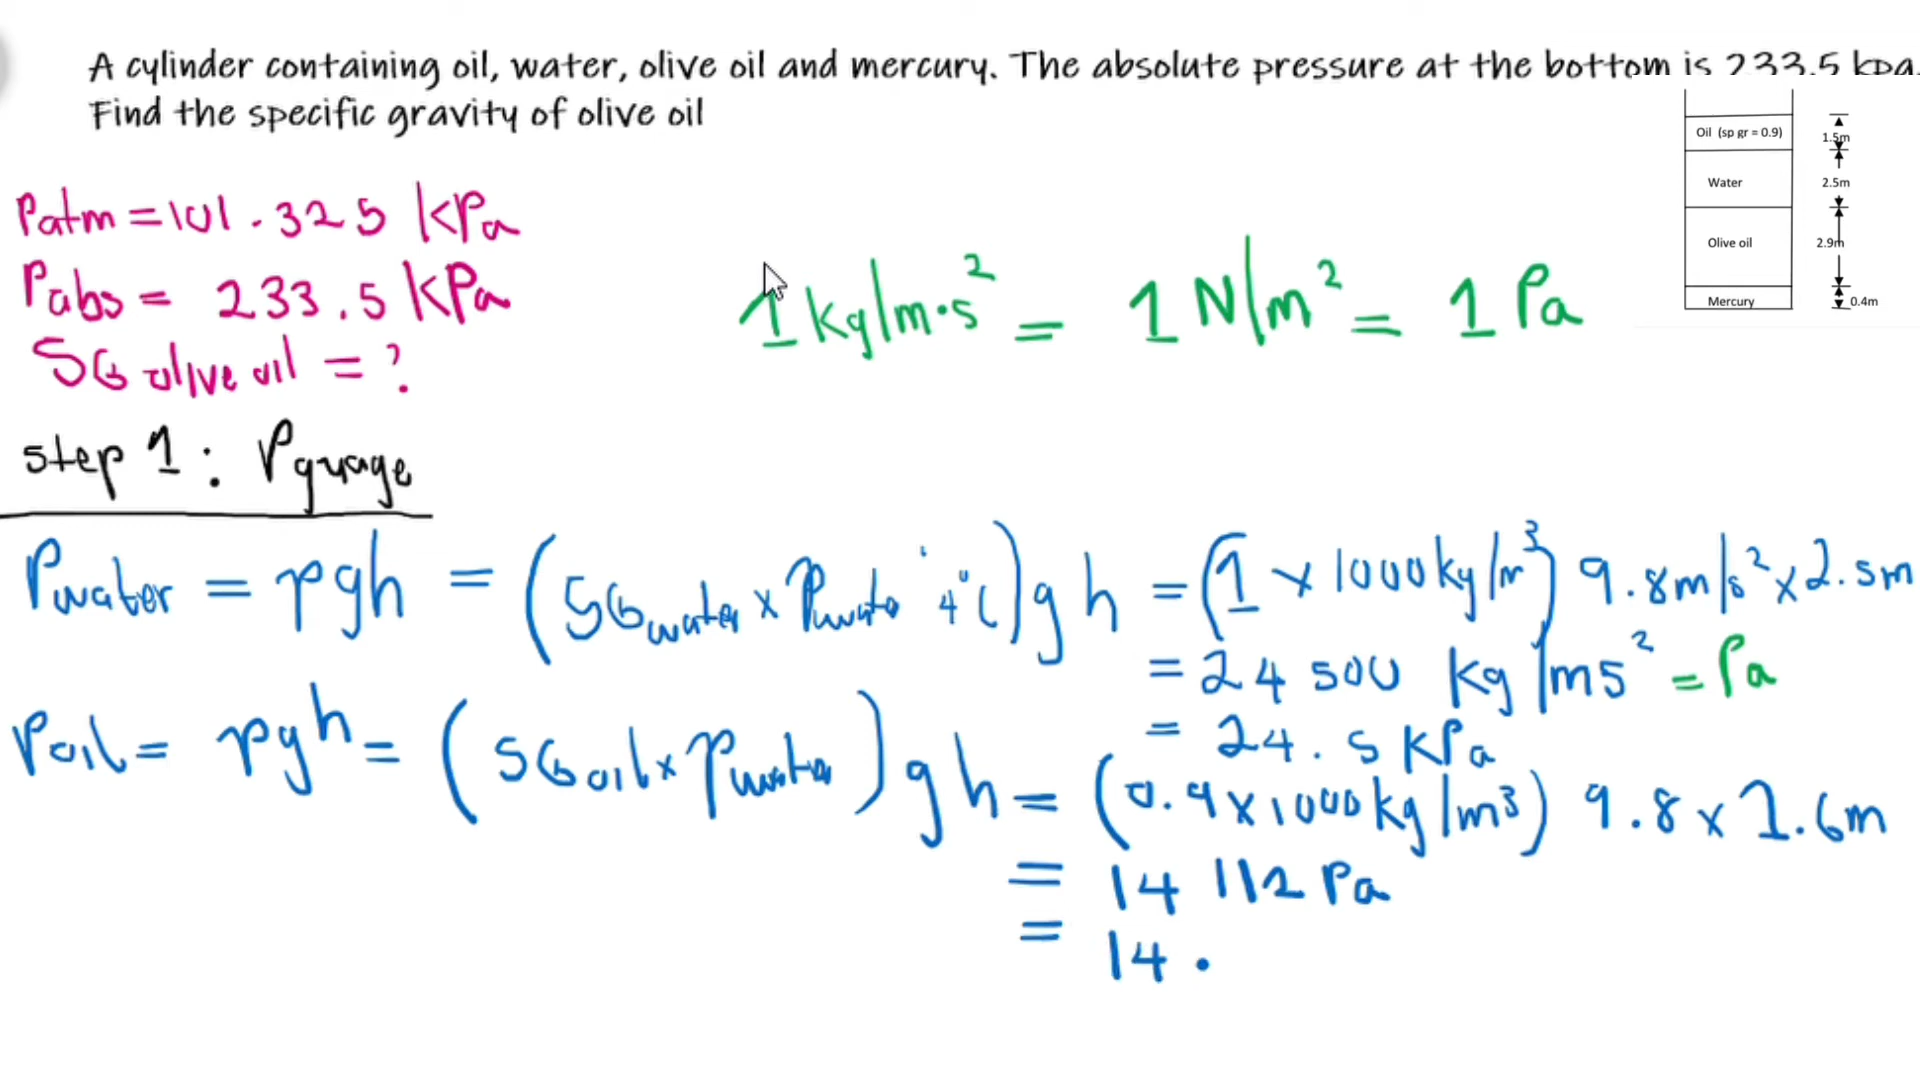 A cylinder containing oil, water, olive oil and mercury. The absolute pressure at the bottom is 233.5 kpa.
Find the specific gravity of olive oil
Oil (sp gr = 0.9)
1.5m
Water
2.5m
Olive oil
2.9m
Mercury
0.4m
Patm = 101.325 kPa
Pabs = 233.5 kPa
SG olive oil = ?
1 kg/m·s² = 1 N/m² = 1 Pa
step 1: Pguage
Pwater = ρgh = (SGwater x ρwater 4°C) g h = (1 x 1000 kg/m³) 9.8m/s² x 2.5m
= 24 500 kg/ms² = Pa
= 24.5 kPa
Poil = ρgh = (SG oil x ρwater) g h = (0.9 x 1000 kg/m³) 9.8 x 1.6m
= 14 112 Pa
= 14.